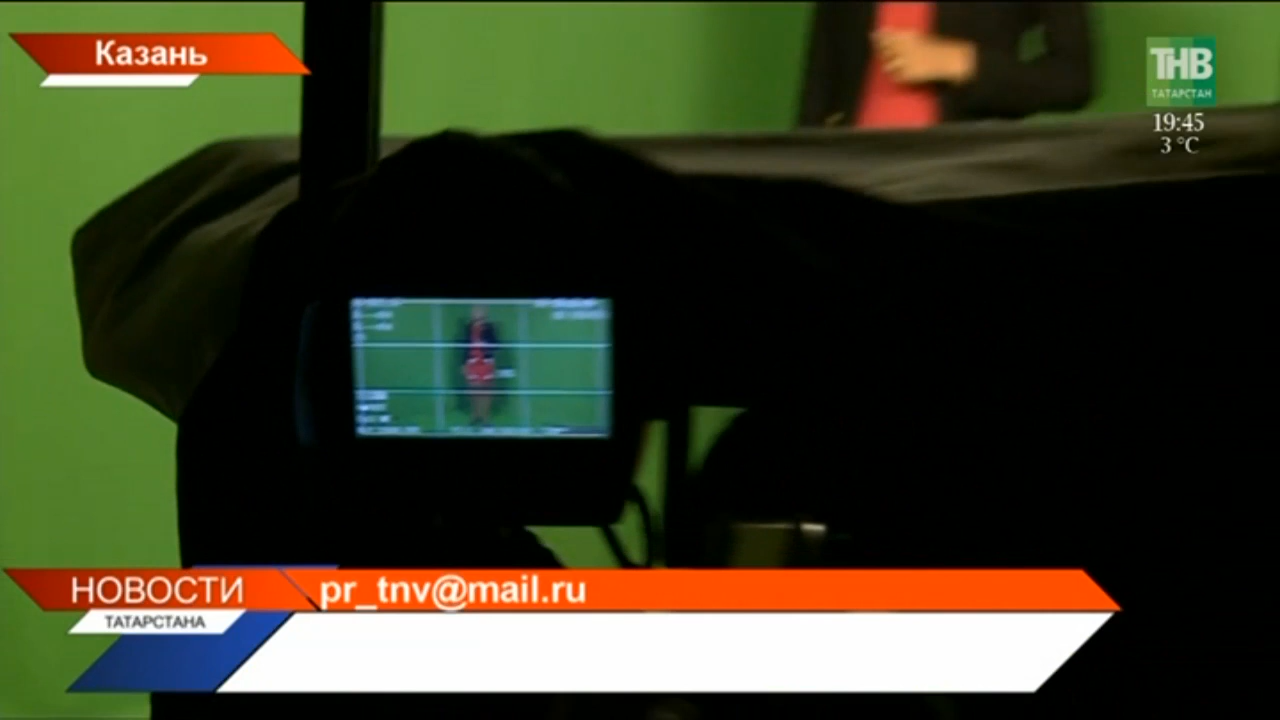 Казань
ТНВ
ТАТАРСТАН
19:45
3 °C
НОВОСТИ
ТАТАРСТАНА
pr_tnv@mail.ru